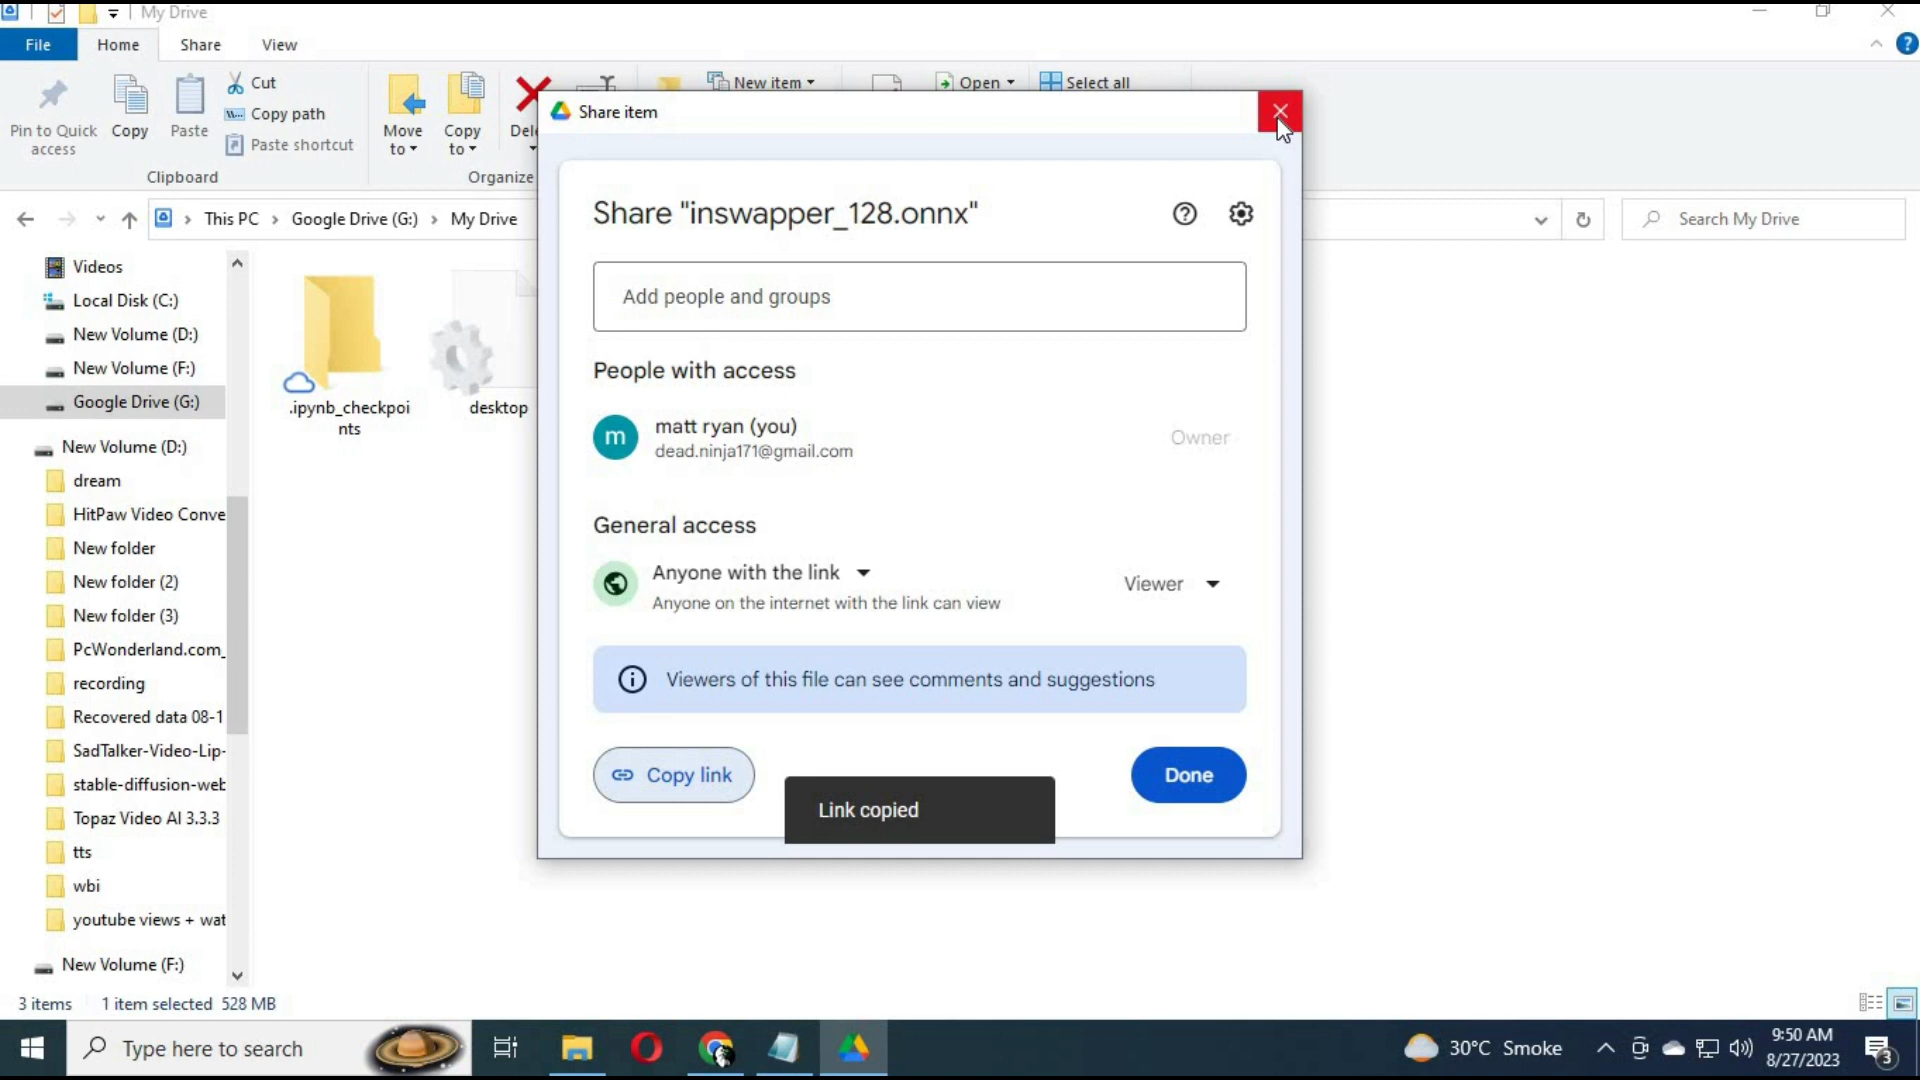 My Drive
File
Home
Share
View
Pin to Quick
access
Copy
Paste
Cut
Copy path
Paste shortcut
Clipboard
Move
to
Copy
to
Organize
New item
Open
Select all
This PC
Google Drive (G:)
My Drive
Search My Drive
Videos
Local Disk (C:)
New Volume (D:)
New Volume (F:)
Google Drive (G:)
New Volume (D:)
dream
HitPaw Video Conve
New folder
New folder (2)
New folder (3)
PcWonderland.com_
recording
Recovered data 08-1
SadTalker-Video-Lip-
stable-diffusion-web
Topaz Video AI 3.3.3
tts
wbi
youtube views + wat
New Volume (F:)
.ipynb_checkpoi
nts
desktop
Share item
Share "inswapper_128.onnx"
Add people and groups
People with access
m
matt ryan (you)
dead.ninja171@gmail.com
Owner
General access
Anyone with the link
Anyone on the internet with the link can view
Viewer
Viewers of this file can see comments and suggestions
Copy link
Link copied
Done
3 items
1 item selected 528 MB
Type here to search
30°C Smoke
9:50 AM
8/27/2023
3